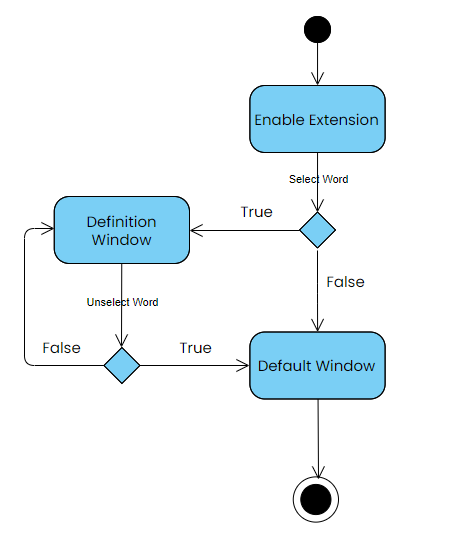 Enable Extension
Select Word
True
Definition
Window
False
Unselect Word
False
True
Default Window